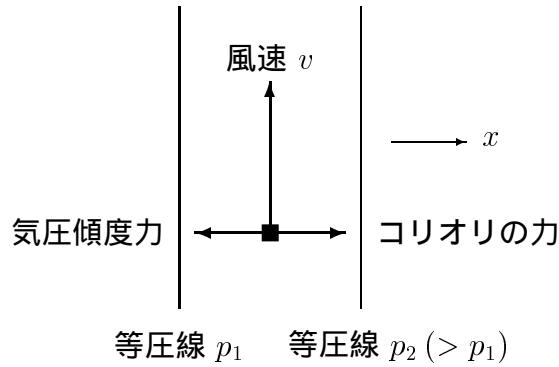 風速 v
x
気圧傾度力
コリオリの力
等圧線 p₁
等圧線 p₂ (> p₁)